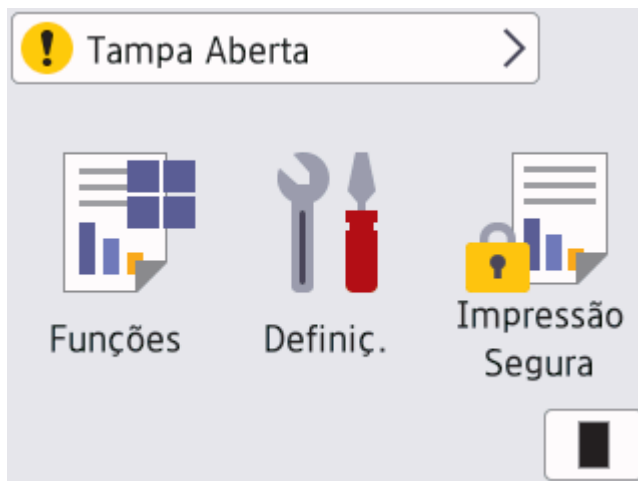 Tampa Aberta
Funções
Definiç.
Impressão
Segura